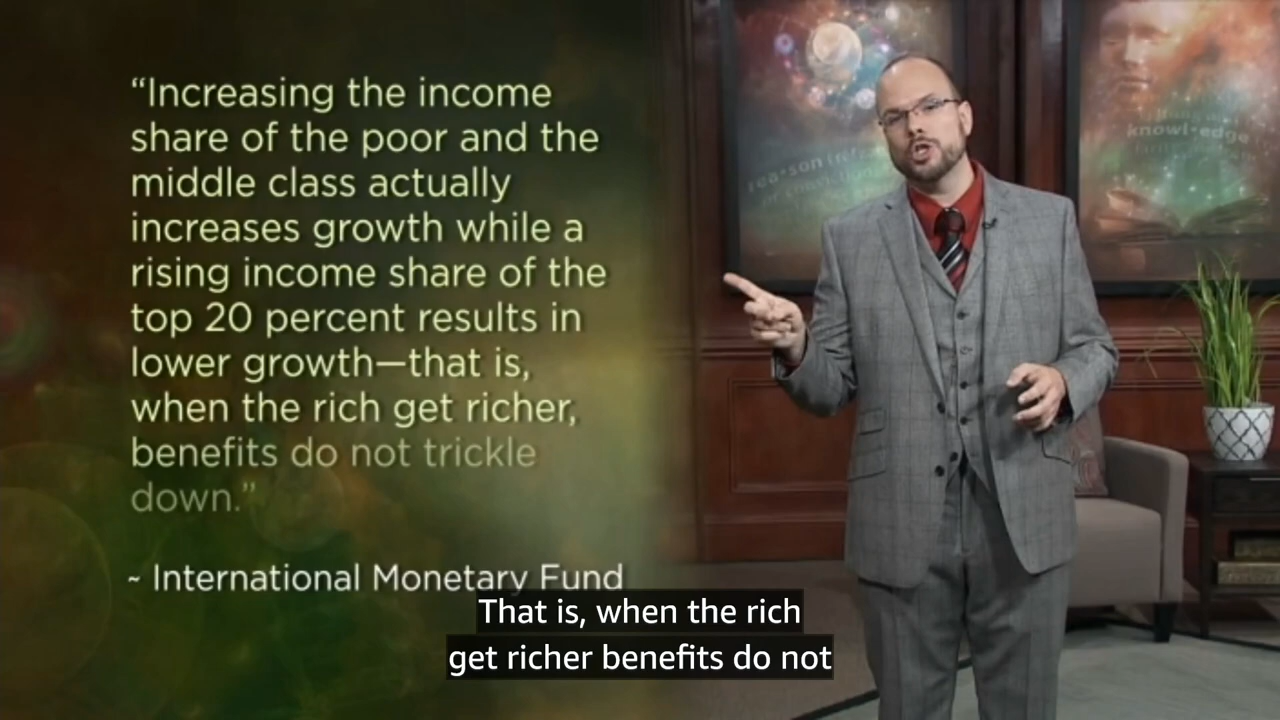 “Increasing the income
share of the poor and the
middle class actually
increases growth while a
rising income share of the
top 20 percent results in
lower growth—that is,
when the rich get richer,
benefits do not trickle
down.”
~ International Monetary Fund
That is, when the rich
get richer benefits do not
knowl•edge